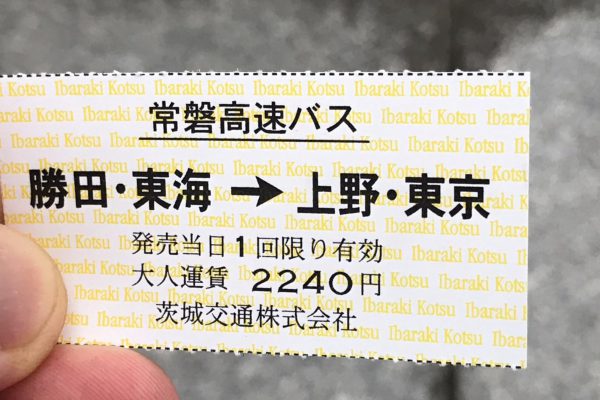 常磐高速バス
勝田・東海 → 上野・東京
発売当日1回限り有効
大人運賃 2240円
茨城交通株式会社
Ibaraki Kotsu